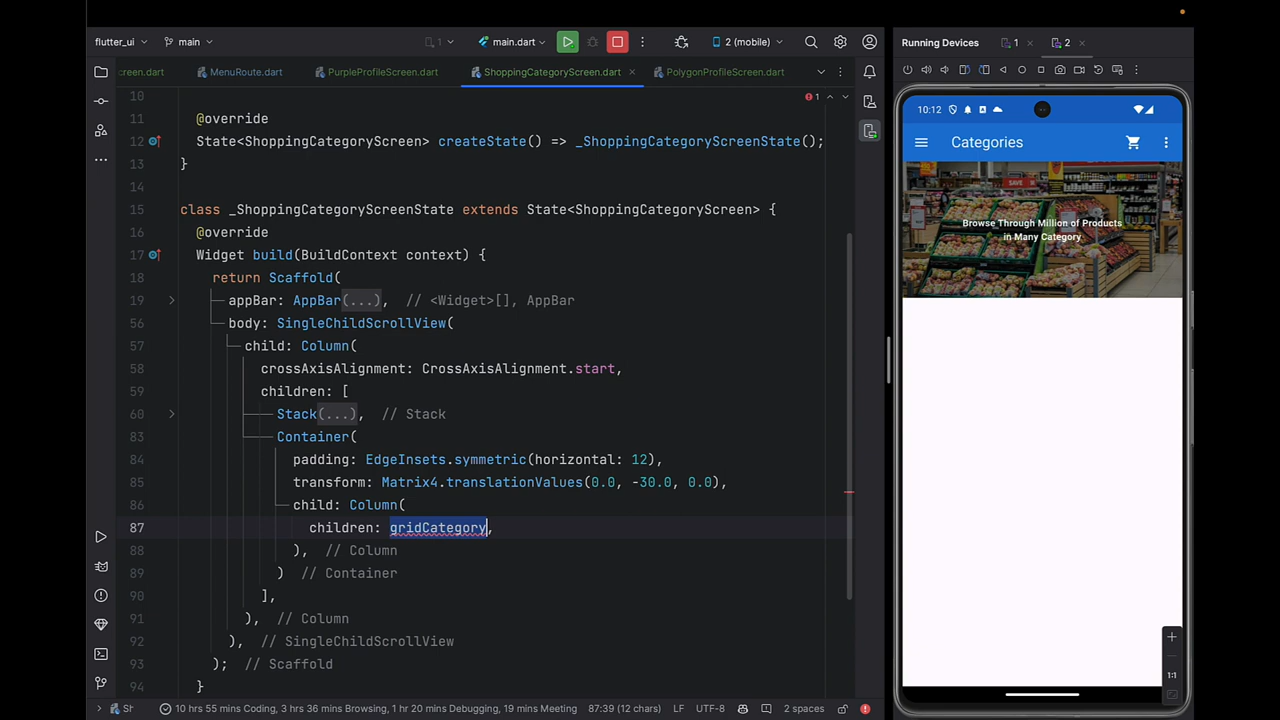 flutter_ui
main
1
main.dart
2 (mobile)
Running Devices
1
2
creen.dart
MenuRoute.dart
PurpleProfileScreen.dart
ShoppingCategoryScreen.dart
PolygonProfileScreen.dart
10
1
11 @override
12 State<ShoppingCategoryScreen> createState() => _ShoppingCategoryScreenState();
13 }
14
15 class _ShoppingCategoryScreenState extends State<ShoppingCategoryScreen> {
16 @override
17 Widget build(BuildContext context) {
18 return Scaffold(
19 appBar: AppBar(...), // <Widget>[], AppBar
56 body: SingleChildScrollView(
57 child: Column(
58 crossAxisAlignment: CrossAxisAlignment.start,
59 children: [
60 Stack(...), // Stack
83 Container(
84 padding: EdgeInsets.symmetric(horizontal: 12),
85 transform: Matrix4.translationValues(0.0, -30.0, 0.0),
86 child: Column(
87 children: gridCategory,
88 ), // Column
89 ) // Container
90 ],
91 ), // Column
92 ), // SingleChildScrollView
93 ); // Scaffold
94 }
10:12
Categories
SAVE
Browse Through Million of Products
in Many Category
1:1
10 hrs 55 mins Coding, 3 hrs 36 mins Browsing, 1 hr 20 mins Debugging, 19 mins Meeting
87:39 (12 chars)
LF
UTF-8
2 spaces